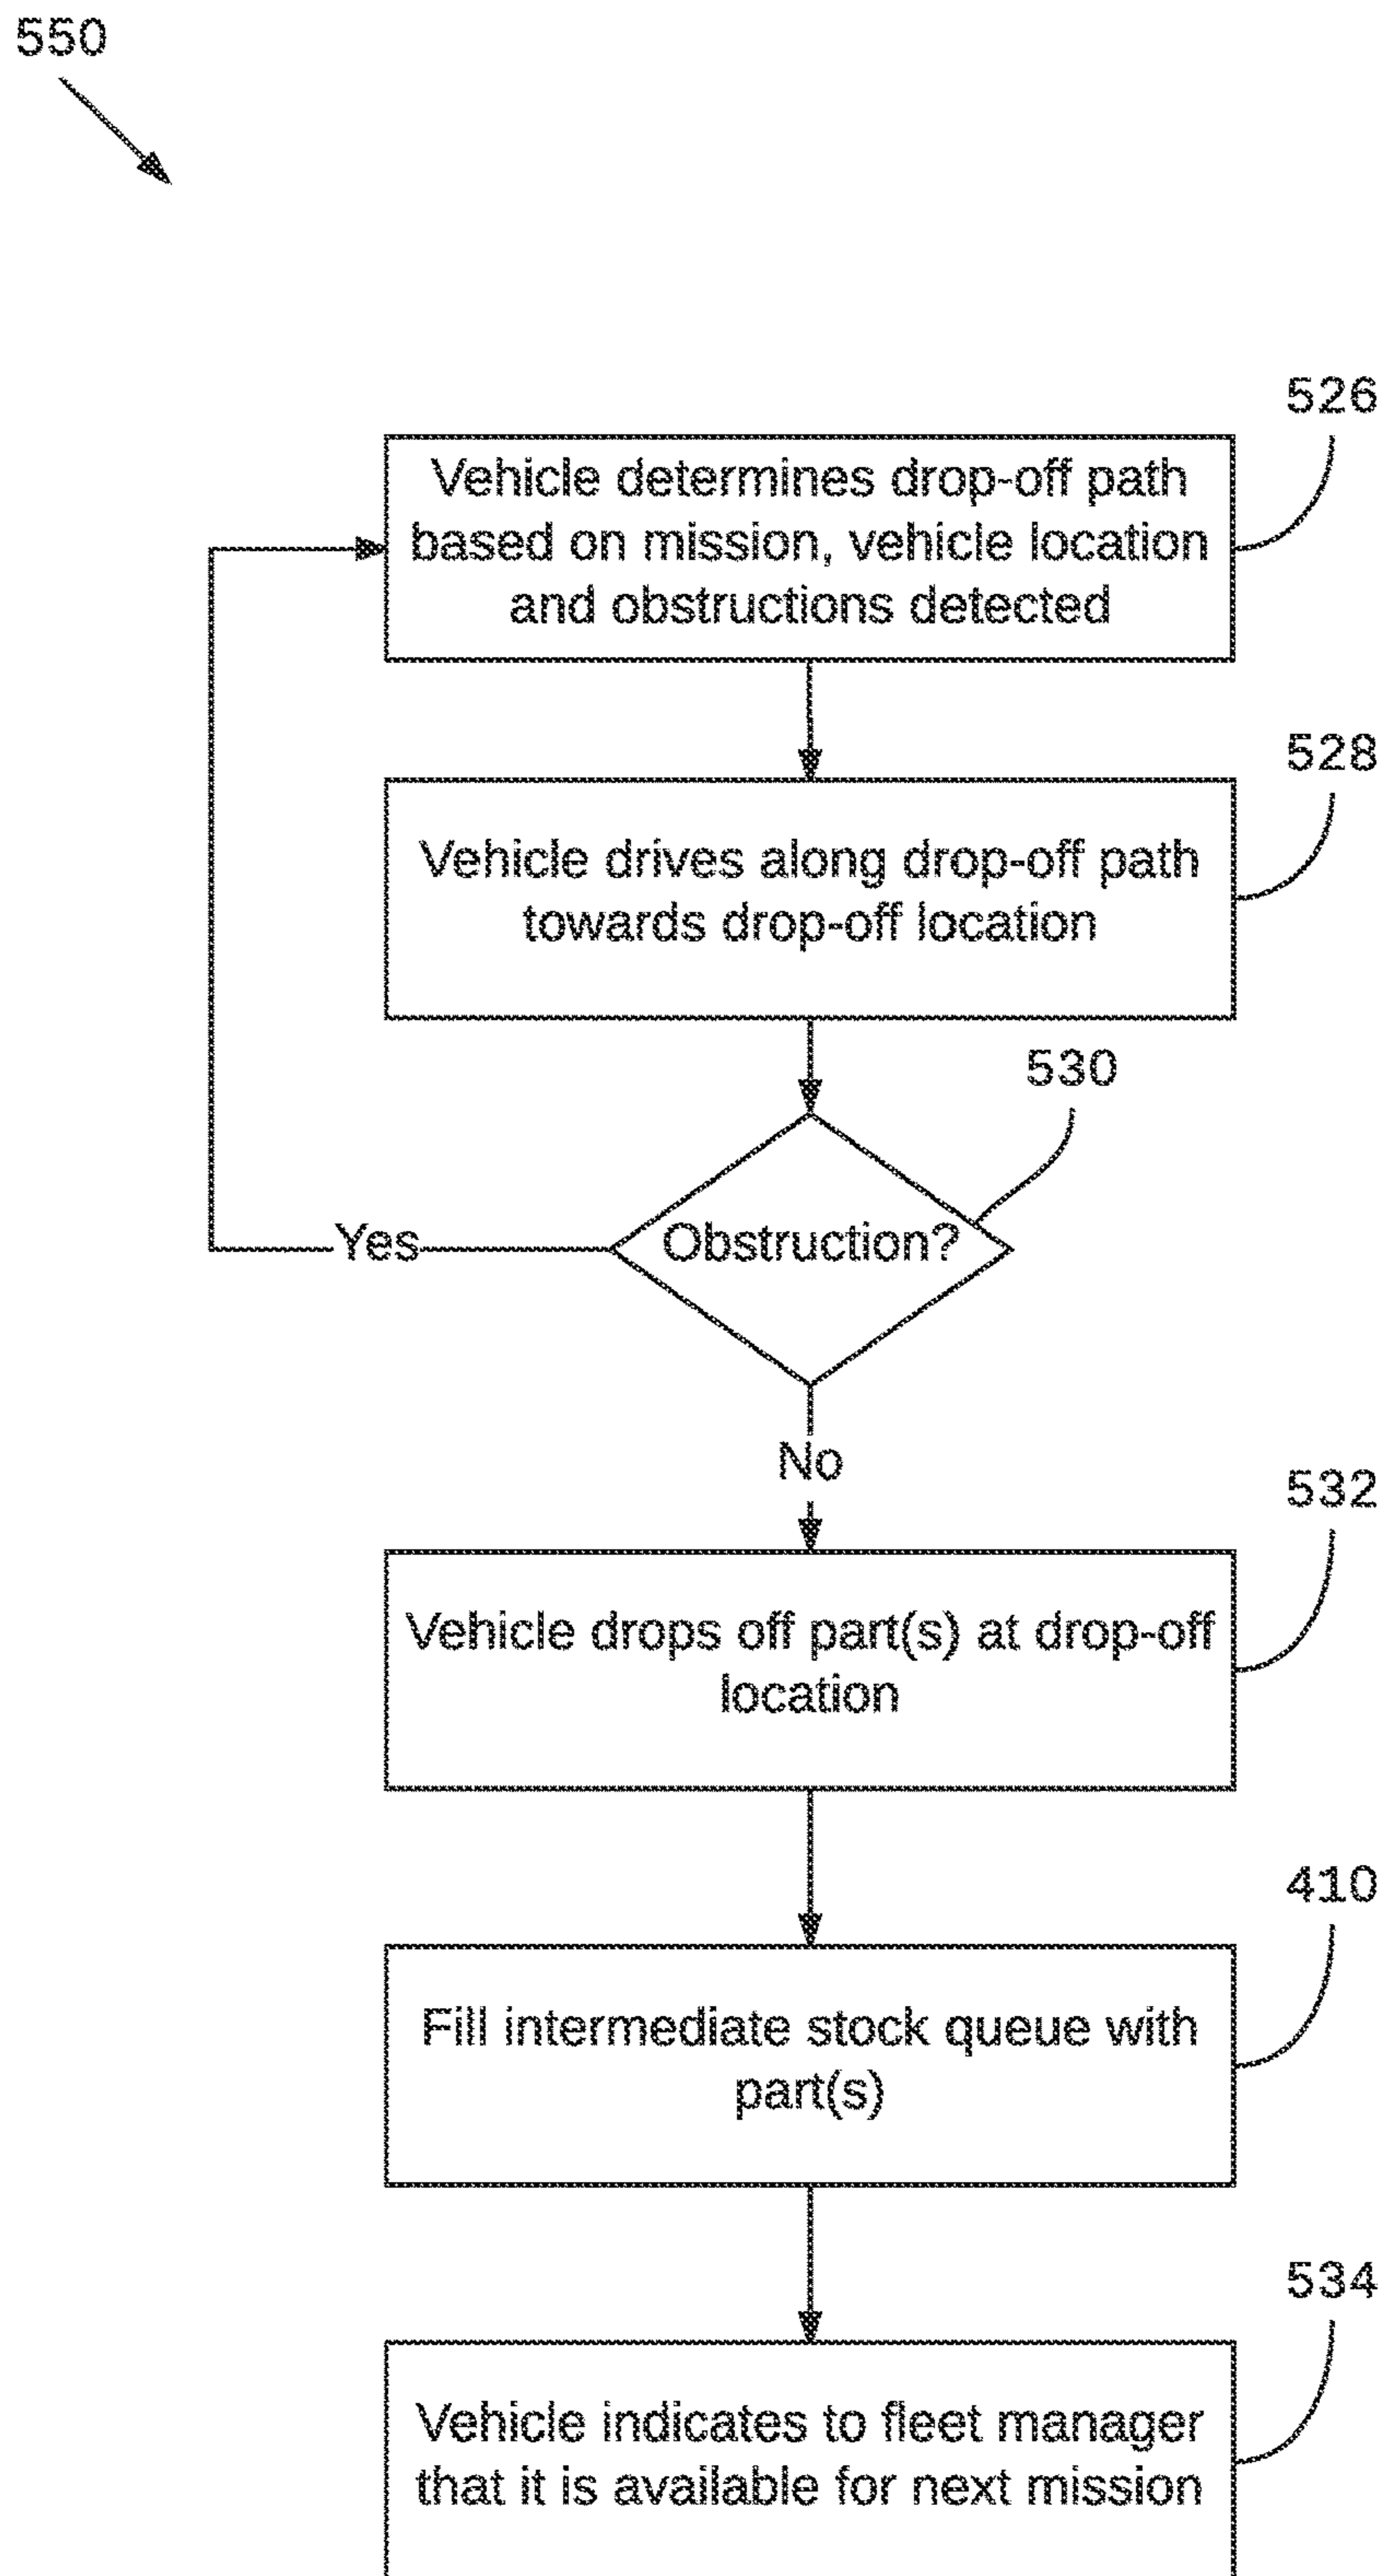 550
526
Vehicle determines drop-off path
based on mission, vehicle location
and obstructions detected
528
Vehicle drives along drop-off path
towards drop-off location
530
Obstruction?
Yes
No
532
Vehicle drops off part(s) at drop-off
location
410
Fill intermediate stock queue with
part(s)
534
Vehicle indicates to fleet manager
that it is available for next mission